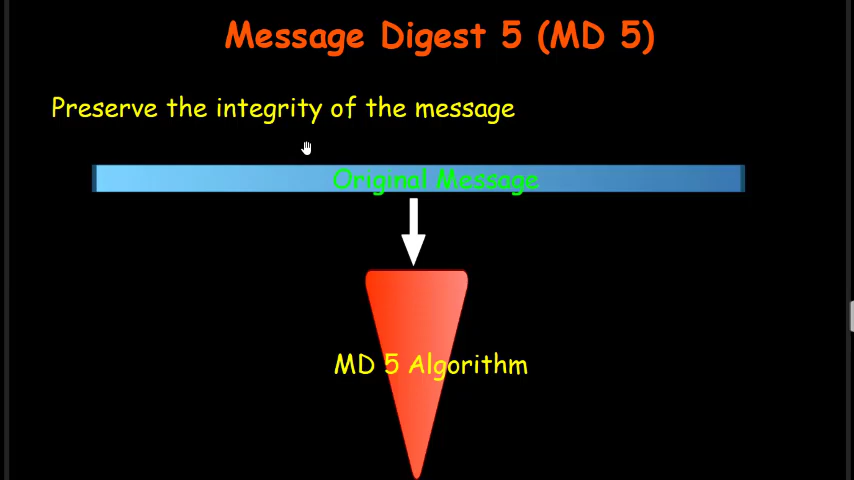 Message Digest 5 (MD 5)
Preserve the integrity of the message
Original Message
MD 5 Algorithm